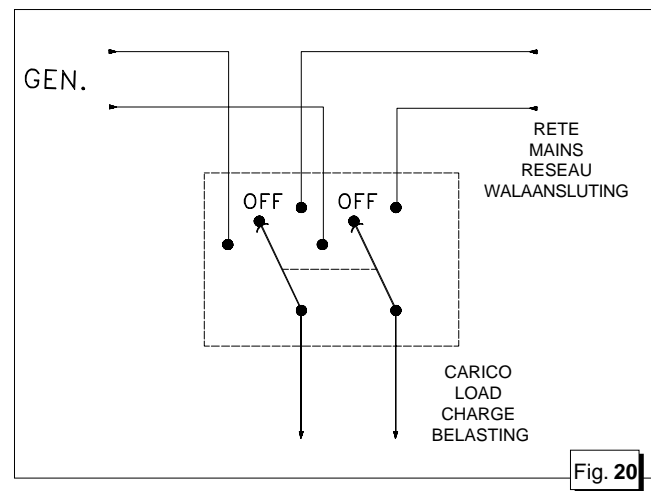 GEN.
RETE
MAINS
RESEAU
WALAANSLUTING
OFF
OFF
CARICO
LOAD
CHARGE
BELASTING
Fig. 20